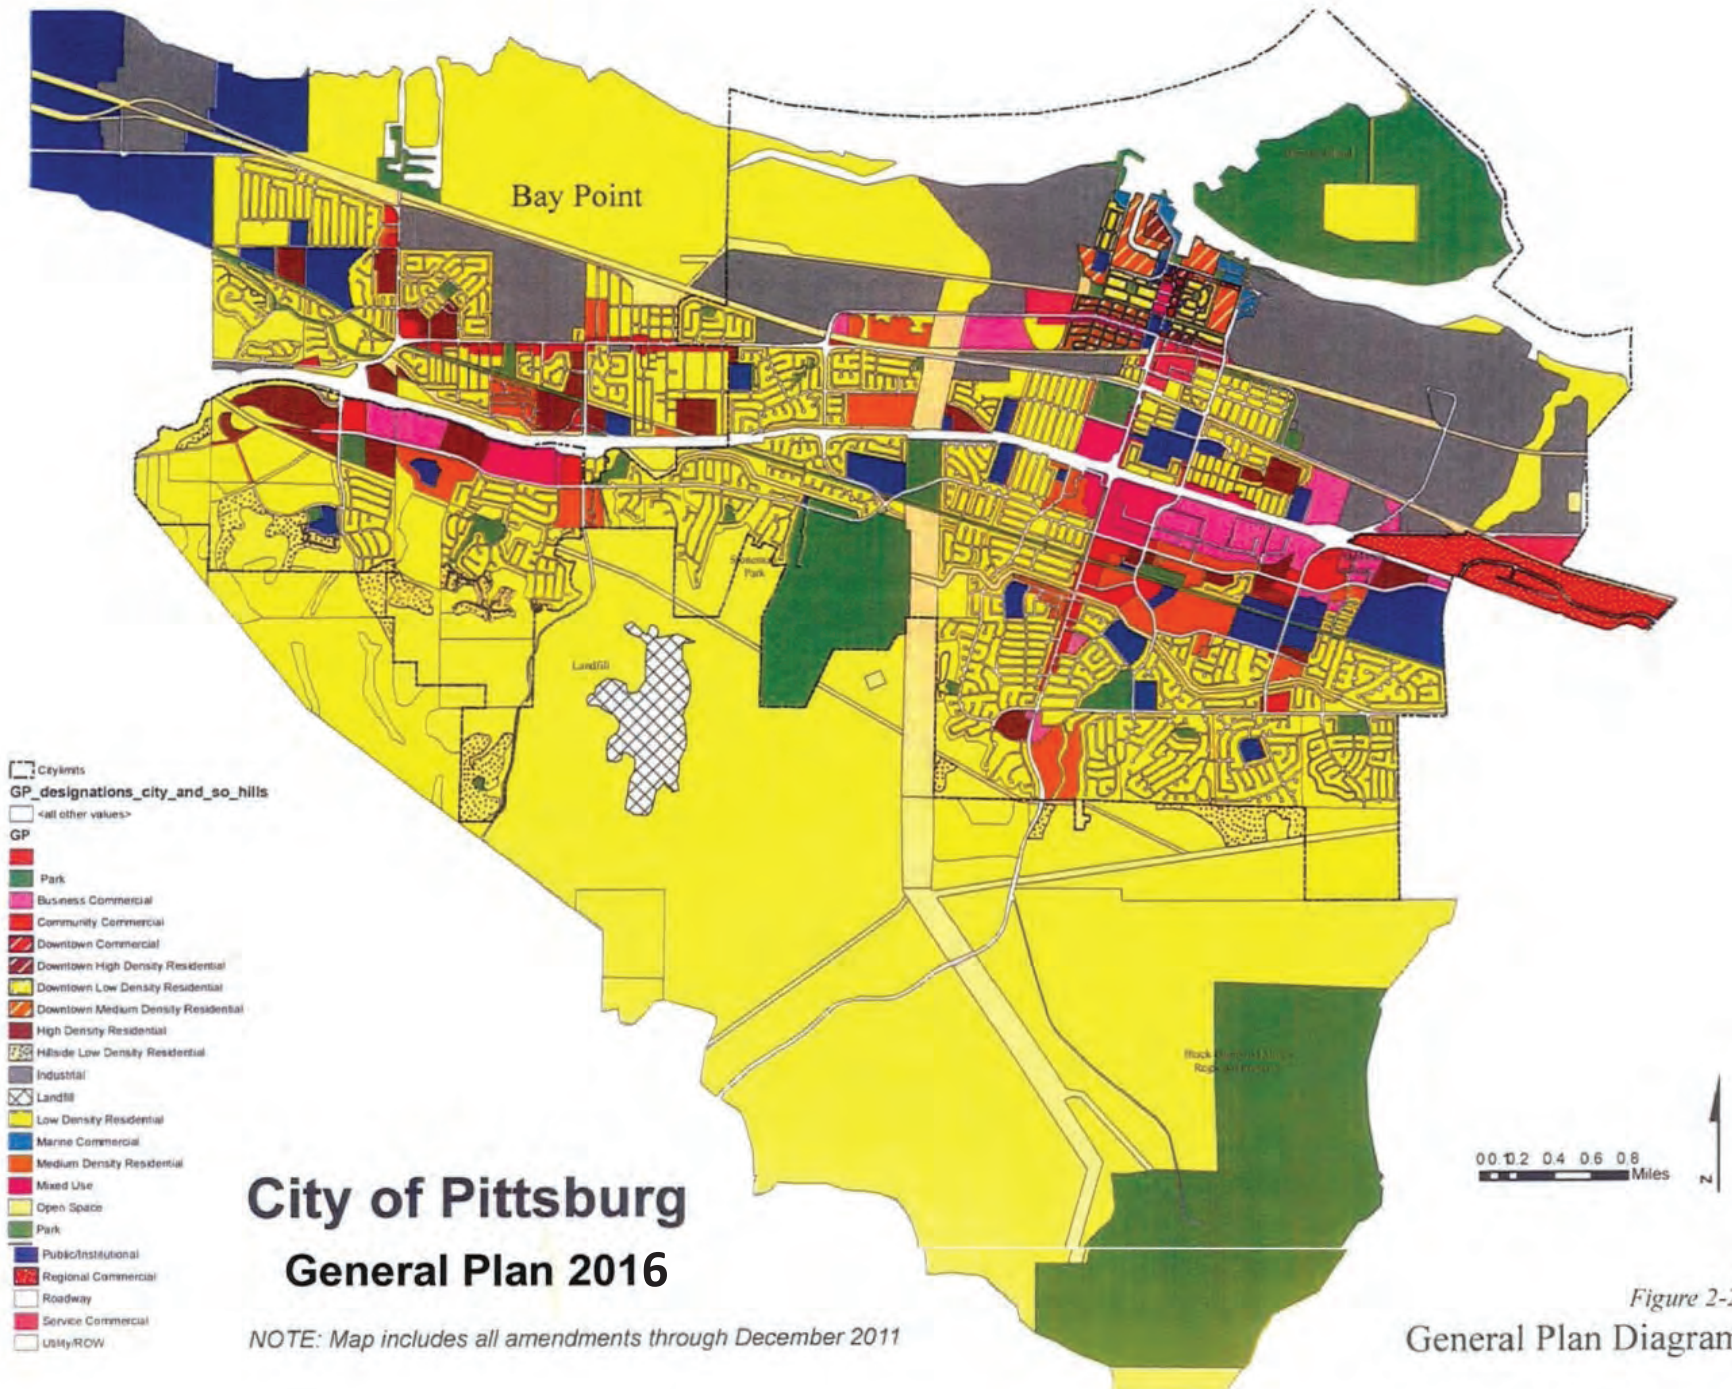 Bay Point
Park
Landfill
City limits
GP_designations_city_and_so_hills
<all other values>
GP
Park
Business Commercial
Community Commercial
Downtown Commercial
Downtown High Density Residential
Downtown Low Density Residential
Downtown Medium Density Residential
High Density Residential
Hillside Low Density Residential
Industrial
Landfill
Low Density Residential
Marine Commercial
Medium Density Residential
Mixed Use
Open Space
Park
Public/Institutional
Regional Commercial
Roadway
Service Commercial
Utility/ROW
City of Pittsburg
General Plan 2016
NOTE: Map includes all amendments through December 2011
0 0.1 0.2 0.4 0.6 0.8
Miles
N
Figure 2-
General Plan Diagram